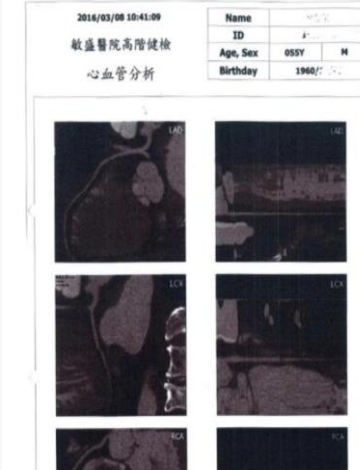 2016/03/08 10:41:09
敏盛醫院高階健檢
心血管分析
Name
ID
Age, Sex 055Y M
Birthday 1960/
LAD
LAD
LCX
LCX
RCA